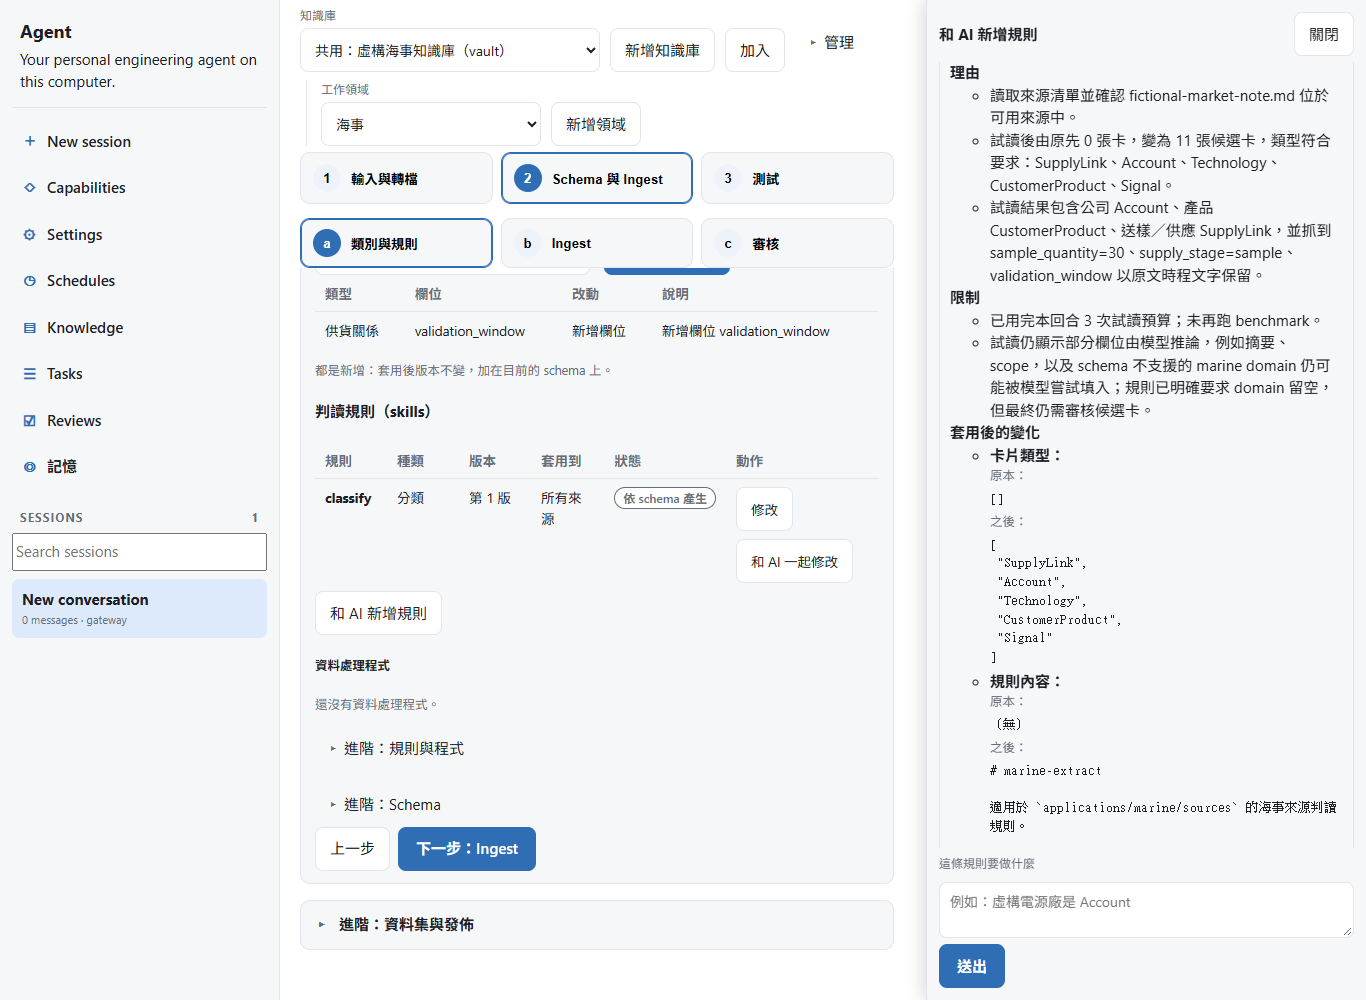 Agent
Your personal engineering agent on
this computer.
New session
Capabilities
Settings
Schedules
Knowledge
Tasks
Reviews
記憶
SESSIONS 1
Search sessions
New conversation
0 messages · gateway
知識庫
共用：虛構海事知識庫（vault）
新增知識庫
加入
管理
工作領域
海事
新增領域
1 輸入與轉檔
2 Schema 與 Ingest
3 測試
a 類別與規則
b Ingest
c 審核
類型 欄位 改動 說明
供貨關係 validation_window 新增欄位 新增欄位 validation_window
都是新增：套用後版本不變，加在目前的 schema 上。
判讀規則（skills）
規則 種類 版本 套用到 狀態 動作
classify 分類 第 1 版 所有來 依 schema 產生 修改
源
和 AI 一起修改
和 AI 新增規則
資料處理程式
還沒有資料處理程式。
進階：規則與程式
進階：Schema
上一步
下一步：Ingest
進階：資料集與發佈
和 AI 新增規則
關閉
理由
讀取來源清單並確認 fictional-market-note.md 位於
可用來源中。
試讀後由原先 0 張卡，變為 11 張候選卡，類型符合
要求：SupplyLink、Account、Technology、
CustomerProduct、Signal。
試讀結果包含公司 Account、產品
CustomerProduct、送樣／供應 SupplyLink，並抓到
sample_quantity=30、supply_stage=sample、
validation_window 以原文時程文字保留。
限制
已用完本回合 3 次試讀預算；未再跑 benchmark。
試讀仍顯示部分欄位由模型推論，例如摘要、
scope，以及 schema 不支援的 marine domain 仍可
能被模型嘗試填入；規則已明確要求 domain 留空，
但最終仍需審核候選卡。
套用後的變化
卡片類型：
原本：
[]
之後：
[
"SupplyLink",
"Account",
"Technology",
"CustomerProduct",
"Signal"
]
規則內容：
原本：
（無）
之後：
# marine-extract
適用於 `applications/marine/sources` 的海事來源判讀
規則。
這條規則要做什麼
例如：虛構電源廠是 Account
送出